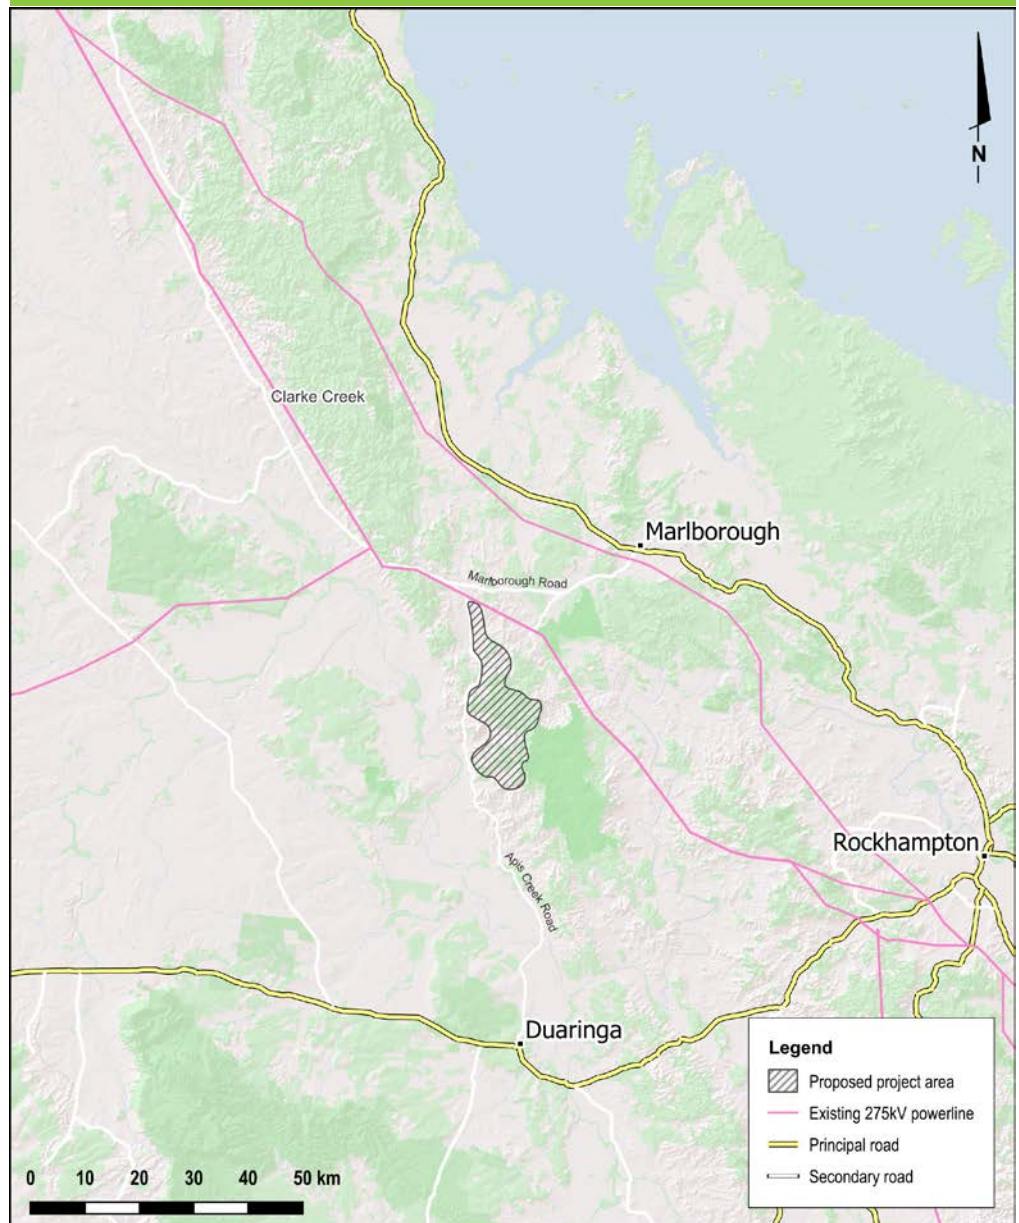 N
Clarke Creek
Marlborough
Marlborough Road
Rockhampton
Apis Creek Road
Duaringa
Legend
Proposed project area
Existing 275kV powerline
Principal road
Secondary road
0 10 20 30 40 50 km